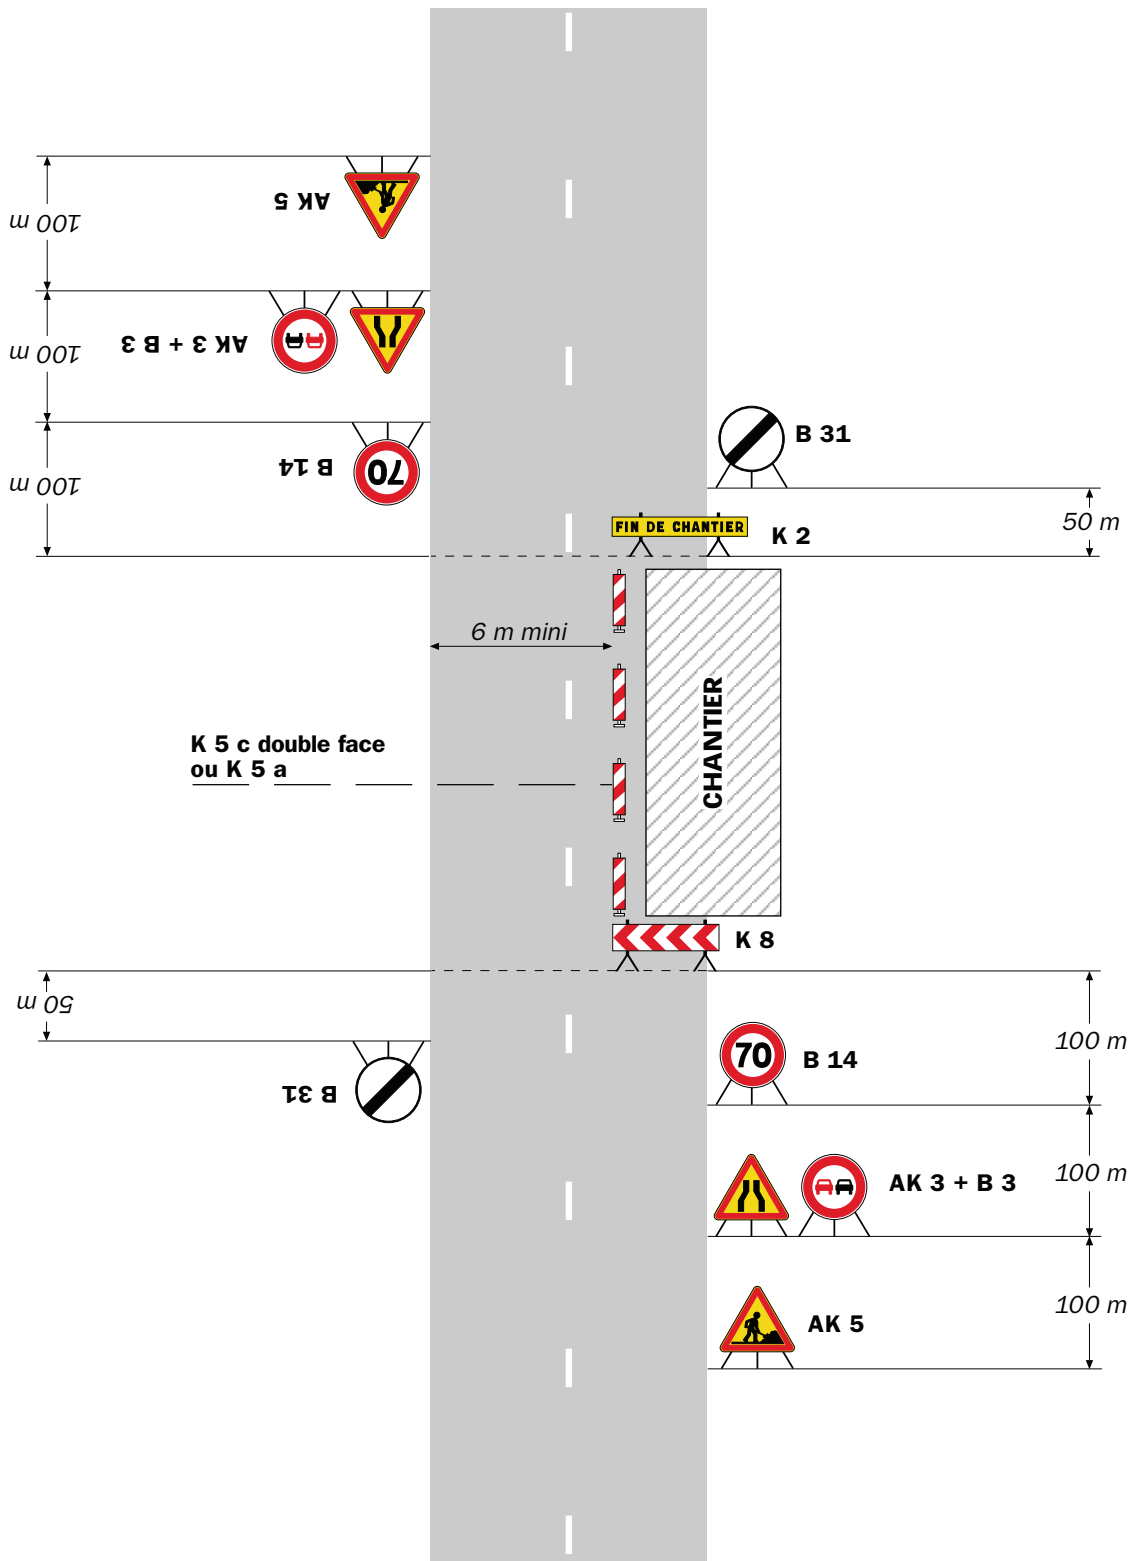 AK 5
100 m
AK 3 + B 3
100 m
B 14
70
100 m
B 31
50 m
FIN DE CHANTIER
K 2
6 m mini
CHANTIER
K 5 c double face
ou K 5 a
K 8
50 m
B 31
70
B 14
100 m
AK 3 + B 3
100 m
AK 5
100 m